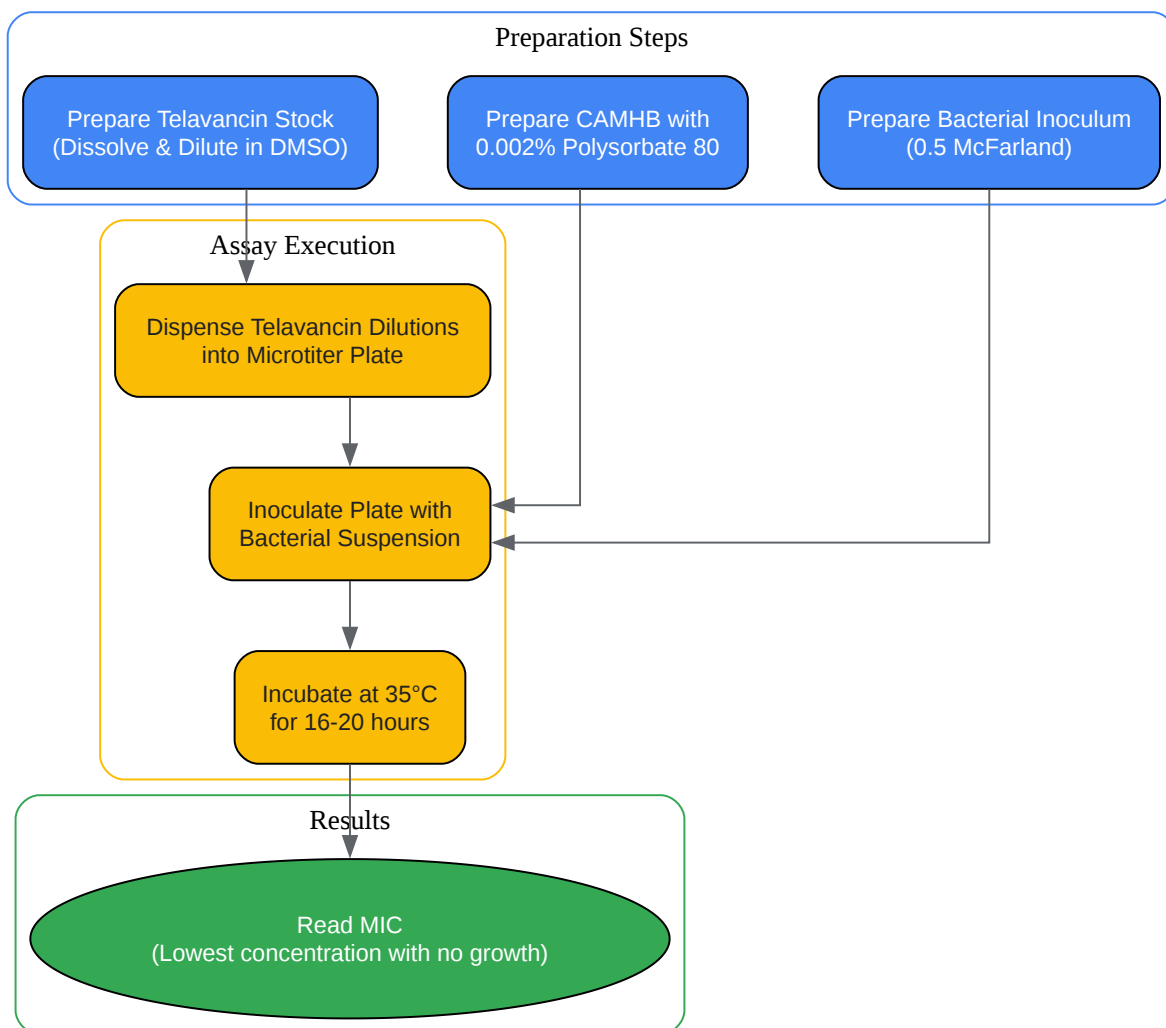 Preparation Steps
Prepare Telavancin Stock
(Dissolve & Dilute in DMSO)
Prepare CAMHB with
0.002% Polysorbate 80
Prepare Bacterial Inoculum
(0.5 McFarland)
Assay Execution
Dispense Telavancin Dilutions
into Microtiter Plate
Inoculate Plate with
Bacterial Suspension
Incubate at 35°C
for 16-20 hours
Results
Read MIC
(Lowest concentration with no growth)